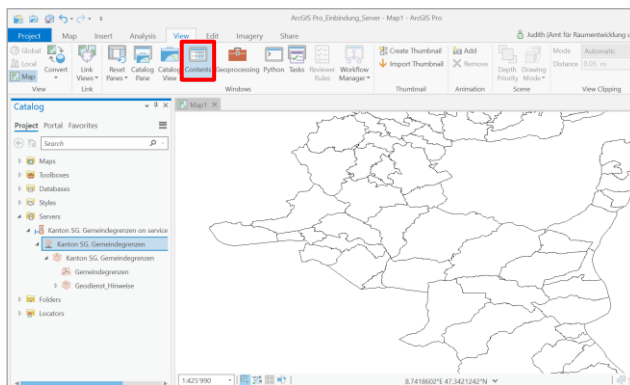 ArcGIS Pro_Einbindung_Server - Map1 - ArcGIS Pro
Project Map Insert Analysis View Edit Imagery Share
Judith (Amt für Raumentwicklung u
Global Local Map Convert
Link Views
Reset Panes Catalog Pane Catalog View Contents Geoprocessing Python Tasks Reviewer Rules Workflow Manager
Create Thumbnail
Import Thumbnail
Add
Remove
Depth Priority Drawing Mode
Mode Automatic
Distance 0.05 m
View Link Windows Thumbnail Animation Scene View Clipping
Catalog
Map1
Project Portal Favorites
Search
Maps
Toolboxes
Databases
Styles
Servers
Kanton SG. Gemeindegrenzen on service
Kanton SG. Gemeindegrenzen
Kanton SG. Gemeindegrenzen
Gemeindegrenzen
Geodienst_Hinweise
Folders
Locators
1:425'990
8.7418602°E 47.3421242°N